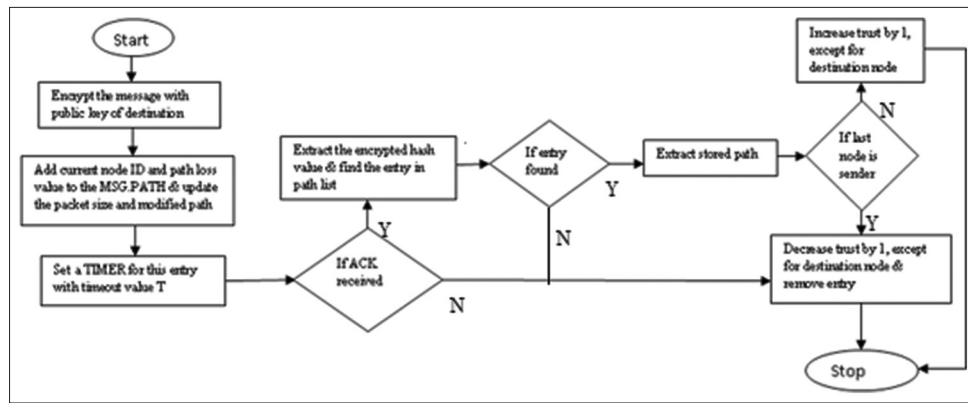 Start
Encrypt the message with
public key of destination
Add current node ID and path loss
value to the MSG.PATH & update
the packet size and modified path
Set a TIMER for this entry
with timeout value T
If ACK
received
Y
N
Extract the encrypted hash
value & find the entry in
path list
If entry
found
Y
N
Extract stored path
If last
node is
sender
N
Y
Increase trust by 1,
except for
destination node
Decrease trust by 1, except
for destination node &
remove entry
Stop